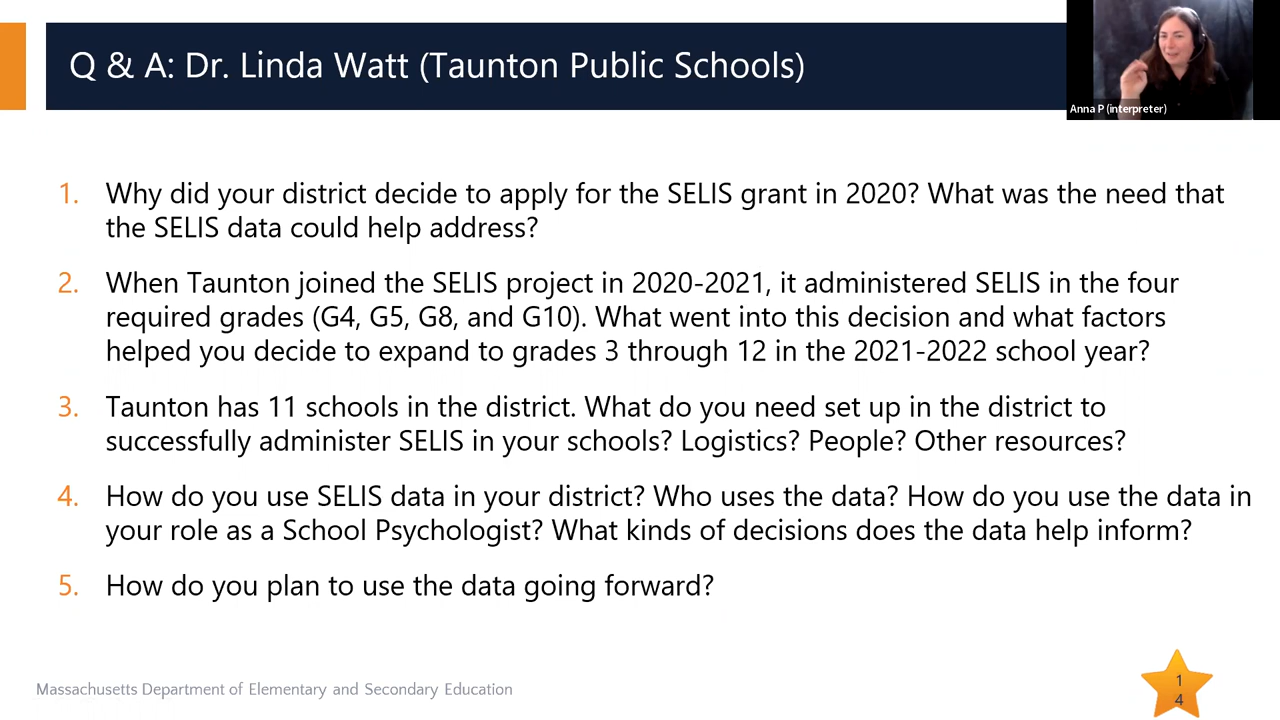 Q & A: Dr. Linda Watt (Taunton Public Schools)
Anna P (interpreter)
1. Why did your district decide to apply for the SELIS grant in 2020? What was the need that
the SELIS data could help address?
2. When Taunton joined the SELIS project in 2020-2021, it administered SELIS in the four
required grades (G4, G5, G8, and G10). What went into this decision and what factors
helped you decide to expand to grades 3 through 12 in the 2021-2022 school year?
3. Taunton has 11 schools in the district. What do you need set up in the district to
successfully administer SELIS in your schools? Logistics? People? Other resources?
4. How do you use SELIS data in your district? Who uses the data? How do you use the data in
your role as a School Psychologist? What kinds of decisions does the data help inform?
5. How do you plan to use the data going forward?
Massachusetts Department of Elementary and Secondary Education
1
4